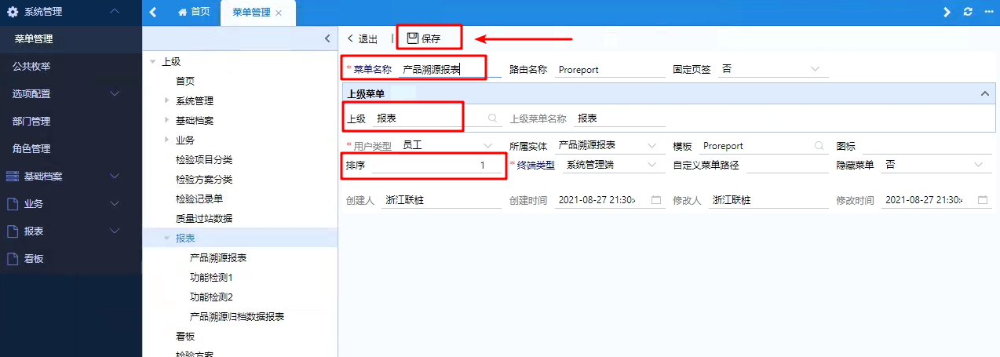 系统管理
菜单管理
公共枚举
选项配置
部门管理
角色管理
基础档案
业务
报表
看板
首页
菜单管理
上级
首页
系统管理
基础档案
业务
检验项目分类
检验方案分类
检验记录单
质量过站数据
报表
产品溯源报表
功能检测1
功能检测2
产品溯源归档数据报表
看板
检验方案
退出 | 保存
*菜单名称 产品溯源报表 路由名称 Proreport 固定页签 否
上级菜单
上级 报表 上级菜单名称 报表
*用户类型 员工 所属实体 产品溯源报表 模板 Proreport 图标
排序 1 *终端类型 系统管理端 自定义菜单路径 隐藏菜单 否
创建人 浙江联桩 创建时间 2021-08-27 21:30:4 修改人 浙江联桩 修改时间 2021-08-27 21:30:4